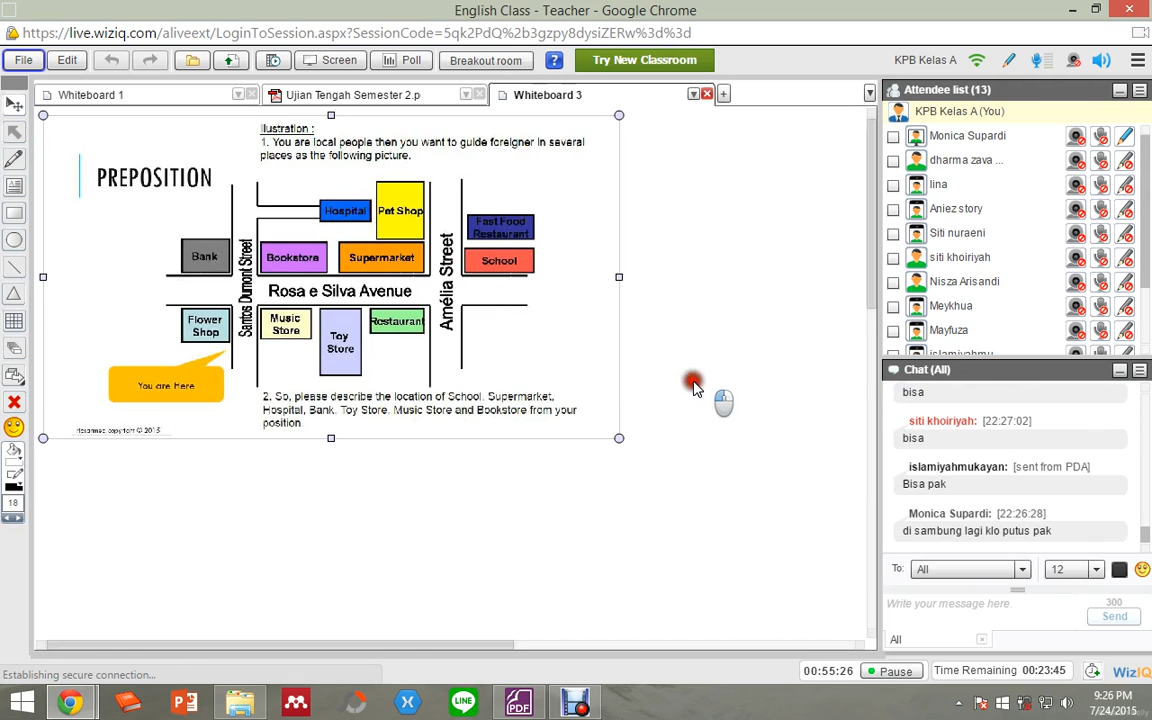 English Class - Teacher - Google Chrome
https://live.wiziq.com/aliveext/LoginToSession.aspx?SessionCode=5qk2PdQ%2b3gzpy8dysiZERw%3d%3d
File
Edit
Screen
Poll
Breakout room
?
Try New Classroom
KPB Kelas A
Whiteboard 1
Ujian Tengah Semester 2.p
Whiteboard 3
Attendee list (13)
KPB Kelas A (You)
Monica Supardi
dharma zava ...
lina
Aniez story
Siti nuraeni
siti khoiriyah
Nisza Arisandi
Meykhua
Mayfuza
islamiyahmu
PREPOSITION
Ilustration :
1. You are local people then you want to guide foreigner in several
places as the following picture.
Hospital
Pet Shop
Fast Food
Restaurant
Bank
Bookstore
Supermarket
School
Santos Dumont Street
Rosa e Silva Avenue
Amélia Street
Flower
Shop
Music
Store
Toy
Store
Restaurant
You are Here
2. So, please describe the location of School, Supermarket,
Hospital, Bank, Toy Store, Music Store and Bookstore from your
position.
copyright © 2015
18
Chat (All)
bisa
siti khoiriyah: [22:27:02]
bisa
islamiyahmukayan: [sent from PDA]
Bisa pak
Monica Supardi: [22:26:28]
di sambung lagi klo putus pak
To:
All
12
Write your message here.
300
Send
All
Establishing secure connection...
00:55:26
Pause
Time Remaining 00:23:45
WizIQ
LINE
PDF
9:26 PM
7/24/2015